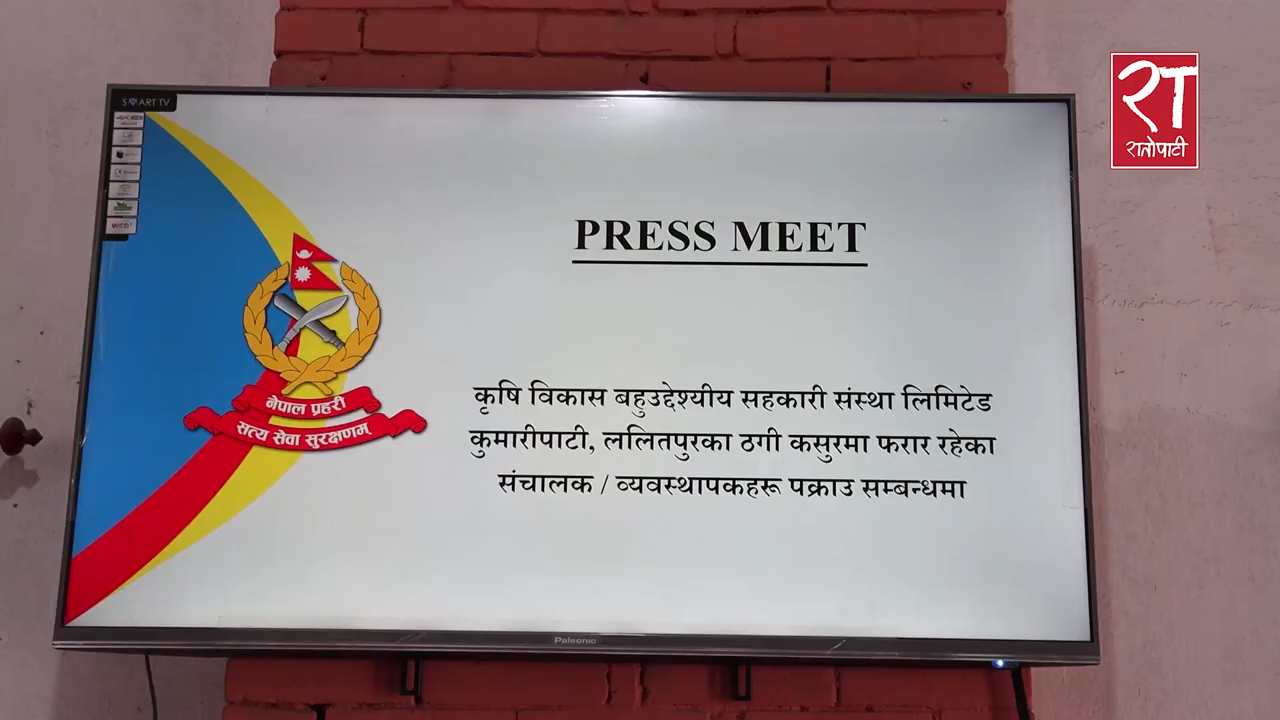 SMART TV
रा
रातोपाटी
PRESS MEET
नेपाल प्रहरी
सत्य सेवा सुरक्षणम्
कृषि विकास बहुउद्देश्यीय सहकारी संस्था लिमिटेड
कुमारीपाटी, ललितपुरका ठगी कसुरमा फरार रहेका
संचालक / व्यवस्थापकहरू पक्राउ सम्बन्धमा
Palsonic